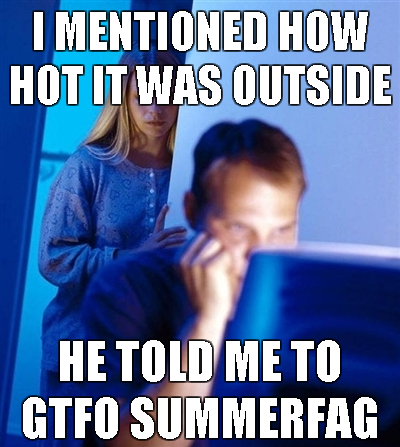 I MENTIONED HOW
HOT IT WAS OUTSIDE
HE TOLD ME TO
GTFO SUMMERFAG